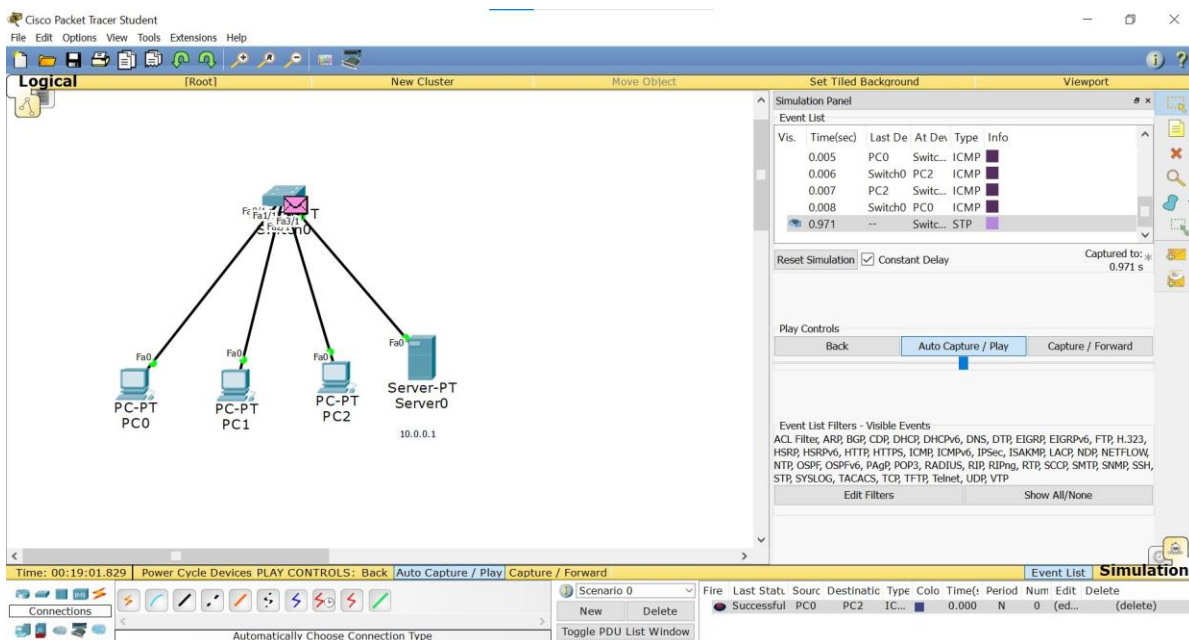 Cisco Packet Tracer Student
File Edit Options View Tools Extensions Help
Logical [Root] New Cluster Move Object Set Tiled Background Viewport
Simulation Panel
Event List
Vis. Time(sec) Last De At Dev Type Info
0.005 PC0 Switc... ICMP
0.006 Switch0 PC2 ICMP
0.007 PC2 Switc... ICMP
0.008 Switch0 PC0 ICMP
0.971 -- Switc... STP
Reset Simulation Constant Delay Captured to: *
0.971 s
Play Controls
Back Auto Capture / Play Capture / Forward
Event List Filters - Visible Events
ACL Filter, ARP, BGP, CDP, DHCP, DHCPv6, DNS, DTP, EIGRP, EIGRPv6, FTP, H.323,
HSRP, HSRPv6, HTTP, HTTPS, ICMP, ICMPv6, IPSec, ISAKMP, LACP, NDP, NETFLOW,
NTP, OSPF, OSPFv6, PAgP, POP3, RADIUS, RIP, RIPng, RTP, SCCP, SMTP, SNMP, SSH,
STP, SYSLOG, TACACS, TCP, TFTP, Telnet, UDP, VTP
Edit Filters Show All/None
Fa1/1
Fa3/1
Switch0
Fa0
Fa0
Fa0
Fa0
PC-PT
PC0
PC-PT
PC1
PC-PT
PC2
Server-PT
Server0
10.0.0.1
Time: 00:19:01.829 Power Cycle Devices PLAY CONTROLS: Back Auto Capture / Play Capture / Forward Event List Simulation
Connections
Automatically Choose Connection Type
Scenario 0
New Delete
Toggle PDU List Window
Fire Last Statu Sourc Destinatic Type Colo Time(s Period Num Edit Delete
Successful PC0 PC2 IC... 0.000 N 0 (ed... (delete)